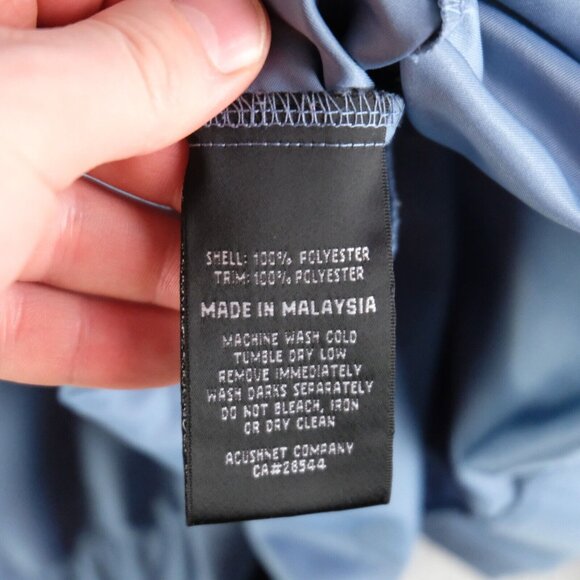 SHELL: 100% POLYESTER
TRIM: 100% POLYESTER
MADE IN MALAYSIA
MACHINE WASH COLD
TUMBLE DRY LOW
REMOVE IMMEDIATELY
WASH DARKS SEPARATELY
DO NOT BLEACH, IRON
OR DRY CLEAN
ACUSHNET COMPANY
CA#28544